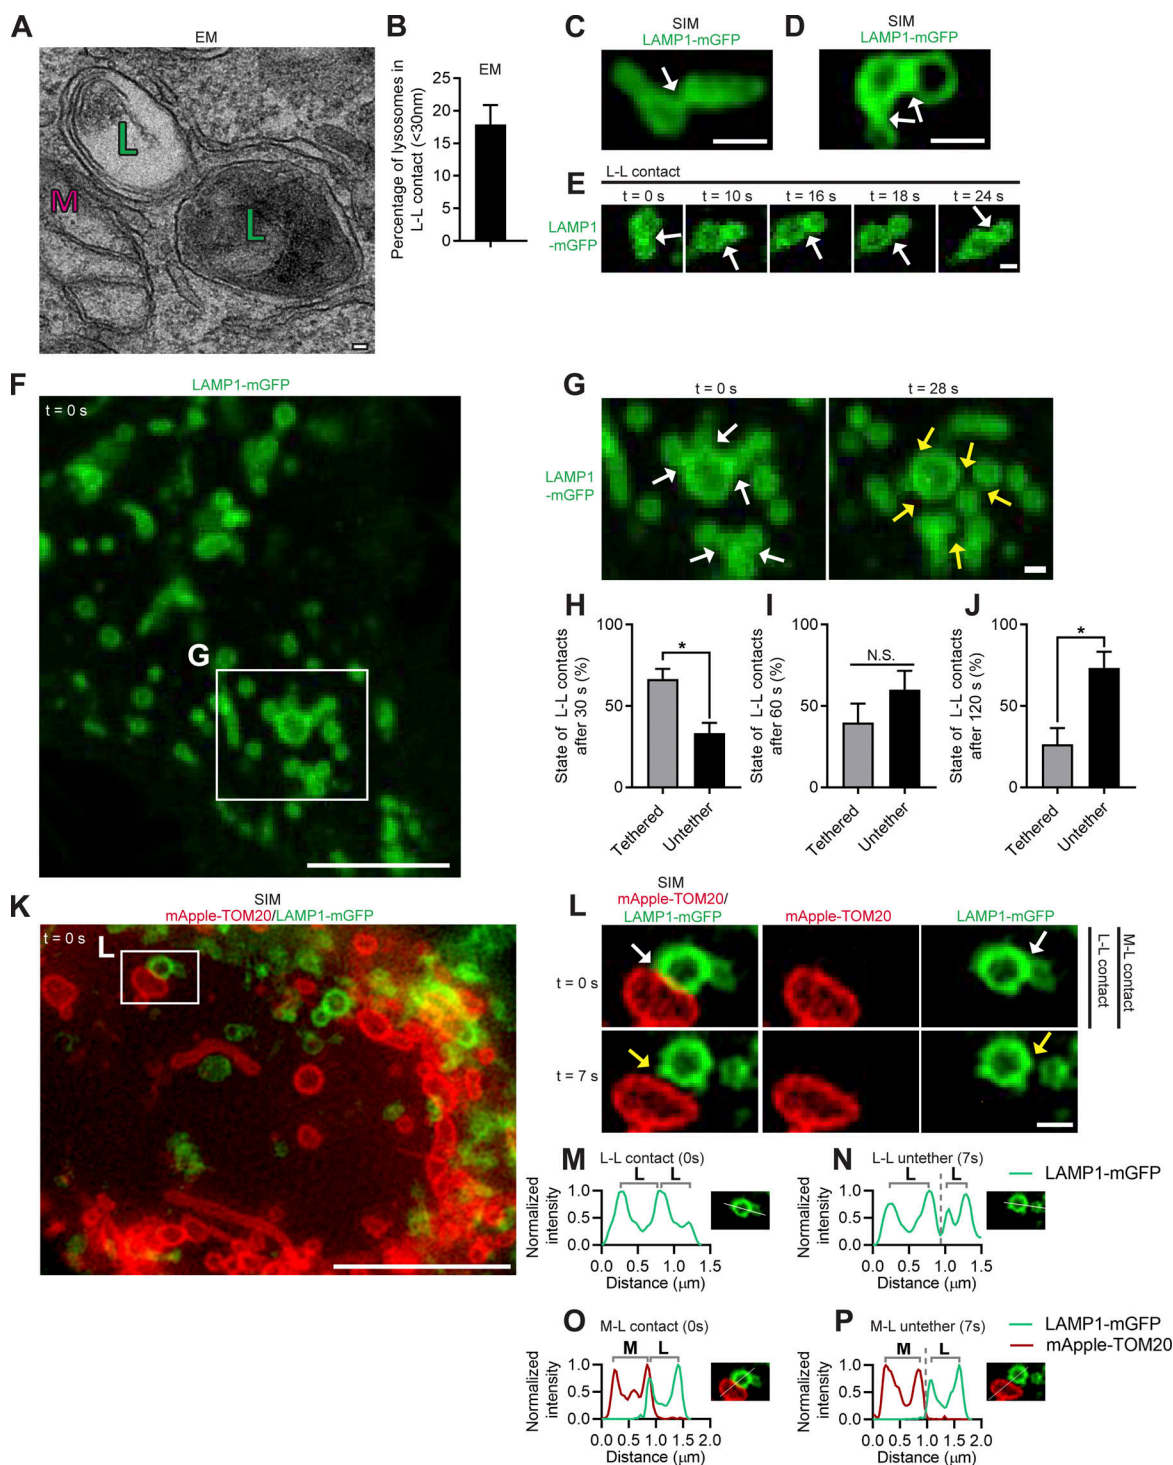 A
EM
L
L
M
B
EM
Percentage of lysosomes in
L-L contact (<30nm)
25
20
15
10
5
0
C
SIM
LAMP1-mGFP
D
SIM
LAMP1-mGFP
E
L-L contact
t = 0 s
t = 10 s
t = 16 s
t = 18 s
t = 24 s
LAMP1
-mGFP
F
LAMP1-mGFP
t = 0 s
G
G
t = 0 s
t = 28 s
LAMP1
-mGFP
H
State of L-L contacts
after 30 s (%)
100
50
0
*
Tethered
Untether
I
State of L-L contacts
after 60 s (%)
100
50
0
N.S.
Tethered
Untether
J
State of L-L contacts
after 120 s (%)
100
50
0
*
Tethered
Untether
K
SIM
mApple-TOM20/LAMP1-mGFP
t = 0 s
L
L
SIM
mApple-TOM20/
LAMP1-mGFP
mApple-TOM20
LAMP1-mGFP
t = 0 s
t = 7 s
M-L contact
L-L contact
M
L-L contact (0s)
L
L
Normalized
intensity
1.0
0.5
0.0
0.0
0.5
1.0
1.5
Distance (μm)
N
L-L untether (7s)
L
L
LAMP1-mGFP
Normalized
intensity
1.0
0.5
0.0
0.0
0.5
1.0
1.5
Distance (μm)
O
M-L contact (0s)
M
L
Normalized
intensity
1.0
0.5
0.0
0.0 0.5 1.0 1.5 2.0
Distance (μm)
P
M-L untether (7s)
LAMP1-mGFP
mApple-TOM20
M
L
Normalized
intensity
1.0
0.5
0.0
0.0 0.5 1.0 1.5 2.0
Distance (μm)